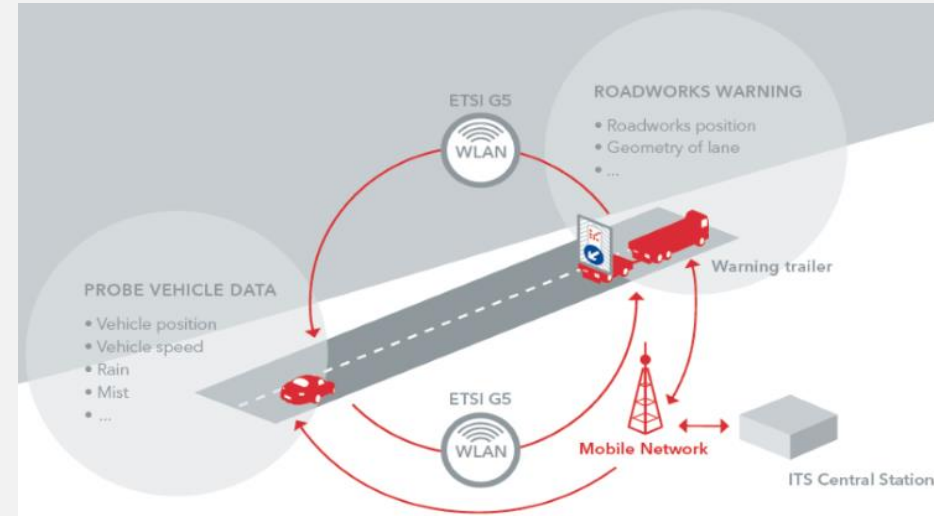 ETSI G5
WLAN
ROADWORKS WARNING
• Roadworks position
• Geometry of lane
• ...
Warning trailer
PROBE VEHICLE DATA
• Vehicle position
• Vehicle speed
• Rain
• Mist
• ...
ETSI G5
WLAN
Mobile Network
ITS Central Station